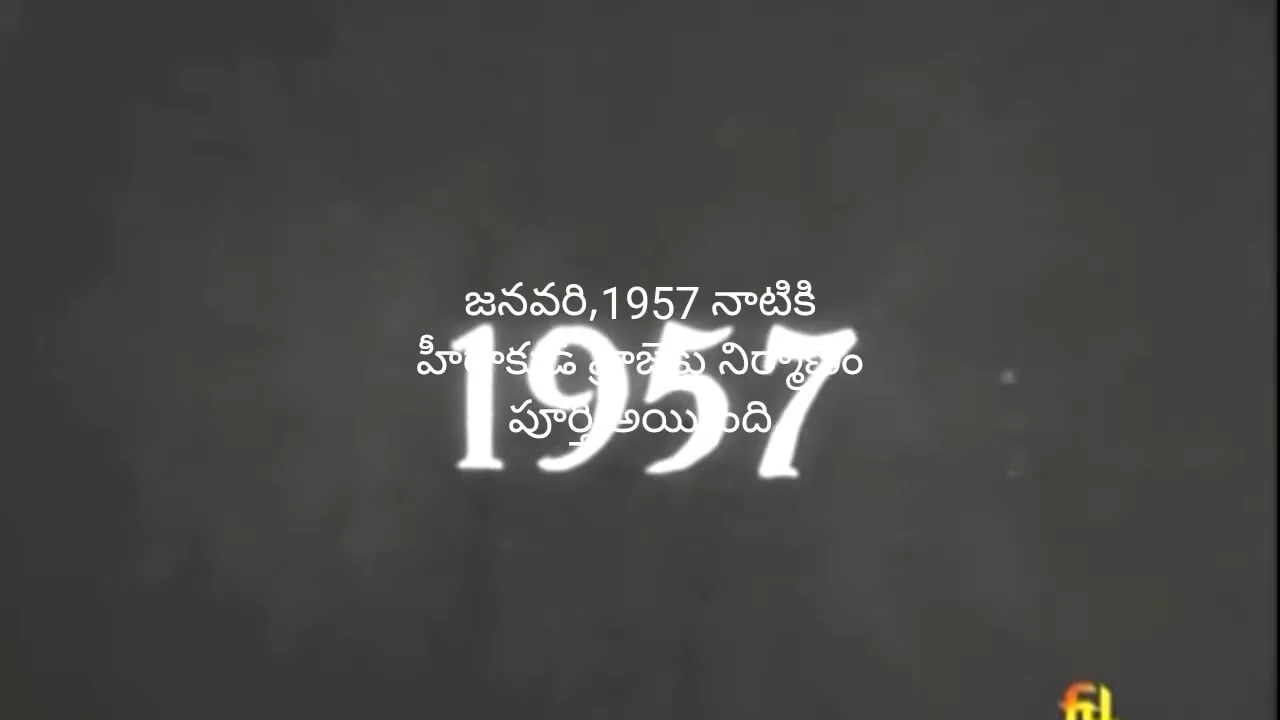 జనవరి,1957 నాటికి
1957
హీరాకుడ్ నిర్మాణం
పూర్తి అయ్యింది.